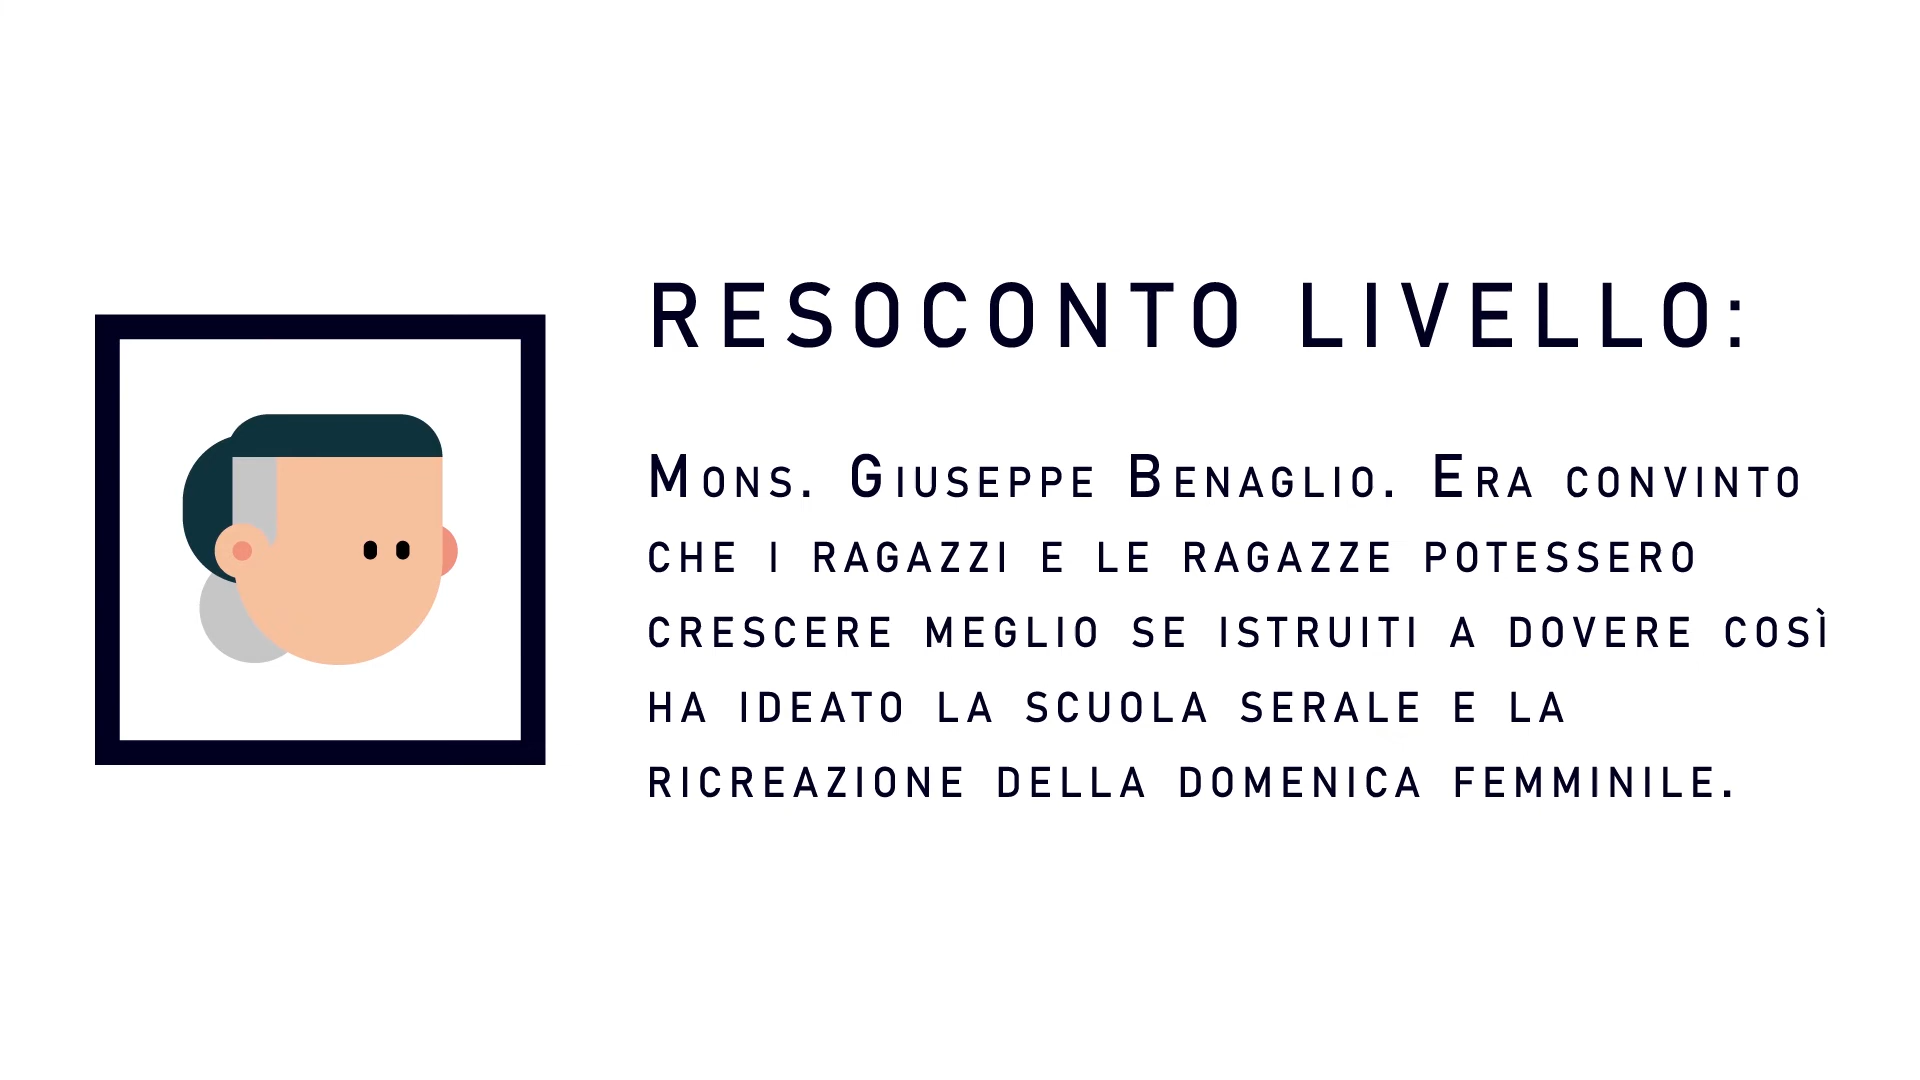 RESOCONTO LIVELLO:
Mons. Giuseppe Benaglio. Era convinto
che i ragazzi e le ragazze potessero
crescere meglio se istruiti a dovere così
ha ideato la scuola serale e la
ricreazione della domenica femminile.